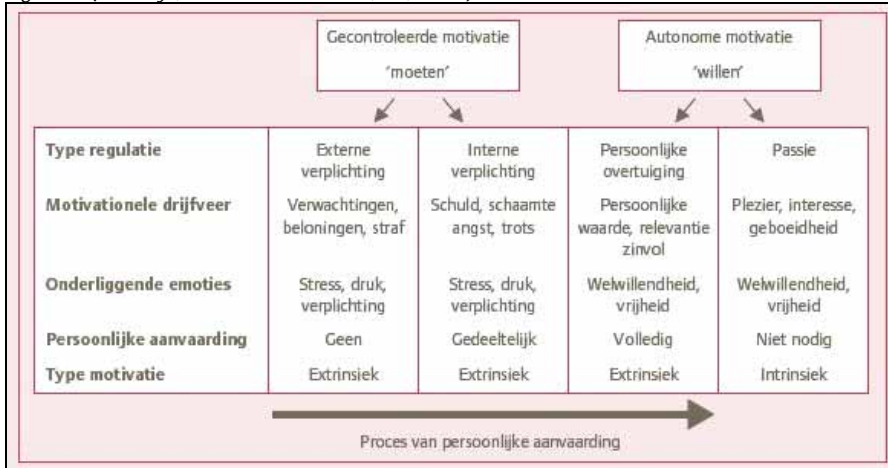 Gecontroleerde motivatie
'moeten'
Autonome motivatie
'willen'
Type regulatie
Externe
verplichting
Interne
verplichting
Persoonlijke
overtuiging
Passie
Motivationele drijfveer
Verwachtingen,
beloningen, straf
Schuld, schaamte
angst, trots
Persoonlijke
waarde, relevantie
zinvol
Plezier, interesse,
geboeidheid
Onderliggende emoties
Stress, druk,
verplichting
Stress, druk,
verplichting
Welwillendheid,
vrijheid
Welwillendheid,
vrijheid
Persoonlijke aanvaarding
Geen
Gedeeltelijk
Volledig
Niet nodig
Type motivatie
Extrinsiek
Extrinsiek
Extrinsiek
Intrinsiek
Proces van persoonlijke aanvaarding